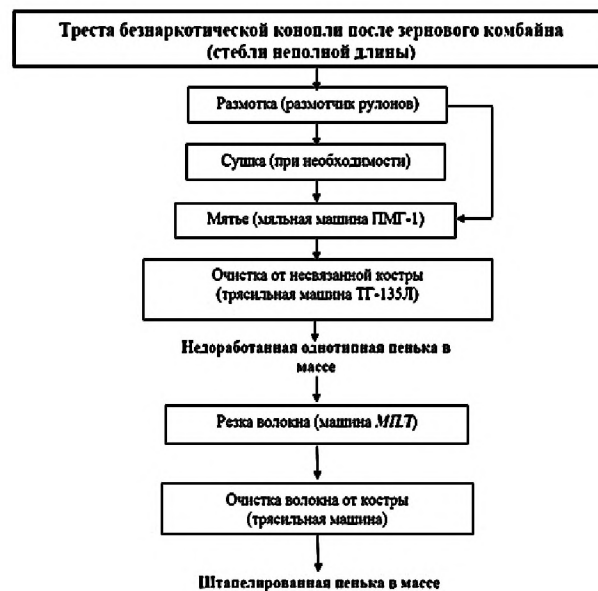 Треста безнаркотической конопли после зернового комбайна
(стебли неполной длины)
Размотка (размотчик рулонов)
Сушка (при необходимости)
Мятье (мяльная машина ПМГ-1)
Очистка от несвязанной костры
(трясильная машина ТГ-135Л)
Недоработанная однотипная пенька в
массе
Резка волокна (машина МПЛ)
Очистка волокна от костры
(трясильная машина)
Штапелированная пенька в массе